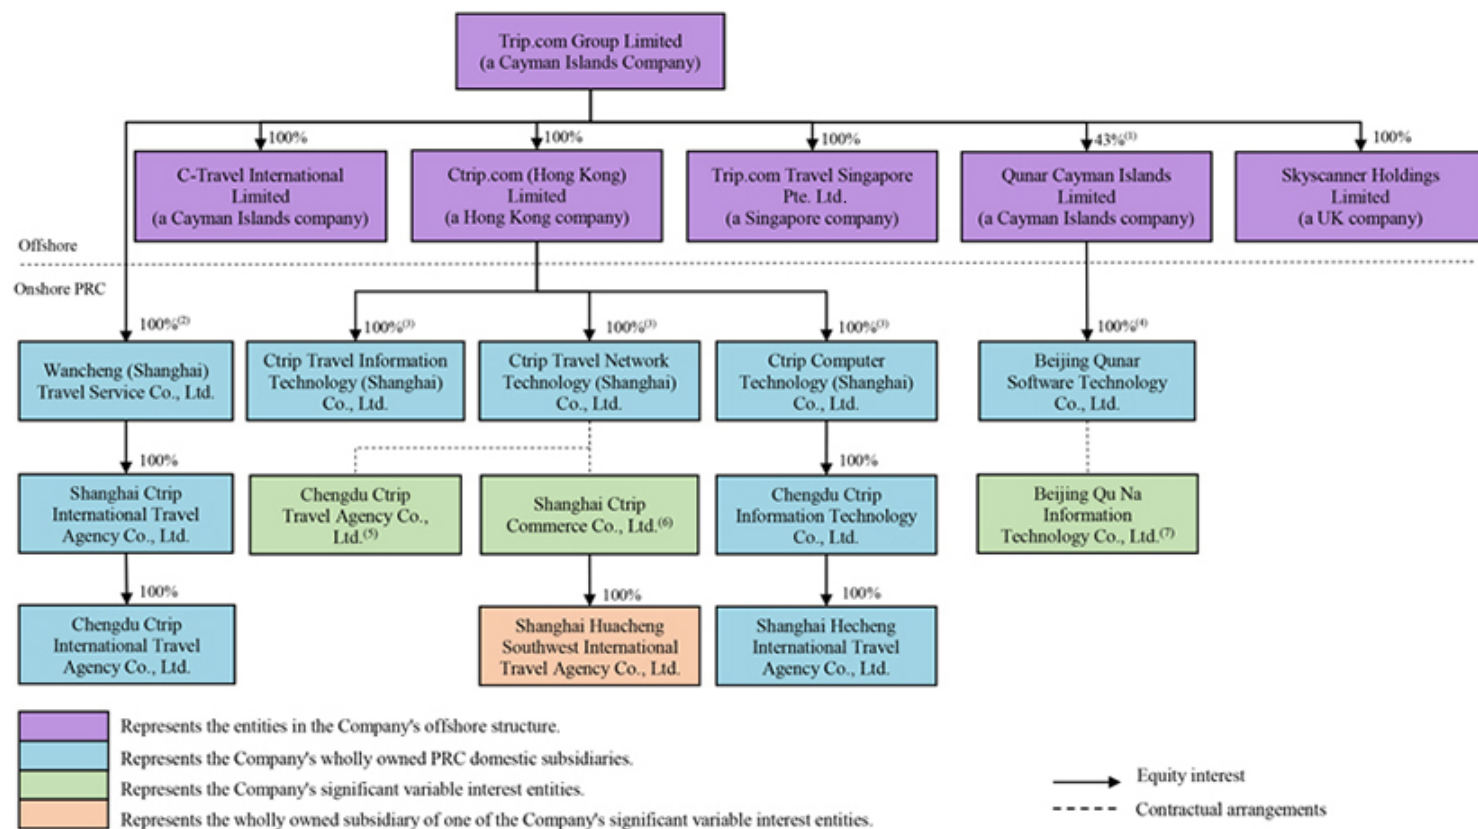 Trip.com Group Limited
(a Cayman Islands Company)
100%
100%
100%
43%(1)
100%
C-Travel International
Limited
(a Cayman Islands company)
Ctrip.com (Hong Kong)
Limited
(a Hong Kong company)
Trip.com Travel Singapore
Pte. Ltd.
(a Singapore company)
Qunar Cayman Islands
Limited
(a Cayman Islands company)
Skyscanner Holdings
Limited
(a UK company)
Offshore
Onshore PRC
100%(2)
100%(3)
100%(3)
100%(3)
100%(4)
Wancheng (Shanghai)
Travel Service Co., Ltd.
Ctrip Travel Information
Technology (Shanghai)
Co., Ltd.
Ctrip Travel Network
Technology (Shanghai)
Co., Ltd.
Ctrip Computer
Technology (Shanghai)
Co., Ltd.
Beijing Qunar
Software Technology
Co., Ltd.
100%
100%
Shanghai Ctrip
International Travel
Agency Co., Ltd.
Chengdu Ctrip
Travel Agency Co.,
Ltd.(5)
Shanghai Ctrip
Commerce Co., Ltd.(6)
Chengdu Ctrip
Information Technology
Co., Ltd.
Beijing Qu Na
Information
Technology Co., Ltd.(7)
100%
100%
100%
Chengdu Ctrip
International Travel
Agency Co., Ltd.
Shanghai Huacheng
Southwest International
Travel Agency Co., Ltd.
Shanghai Hecheng
International Travel
Agency Co., Ltd.
Represents the entities in the Company's offshore structure.
Represents the Company's wholly owned PRC domestic subsidiaries.
Represents the Company's significant variable interest entities.
Represents the wholly owned subsidiary of one of the Company's significant variable interest entities.
Equity interest
Contractual arrangements